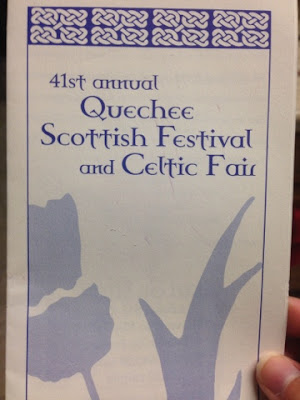 41st annual
Quechee
Scottish Festival
and Celtic Fair